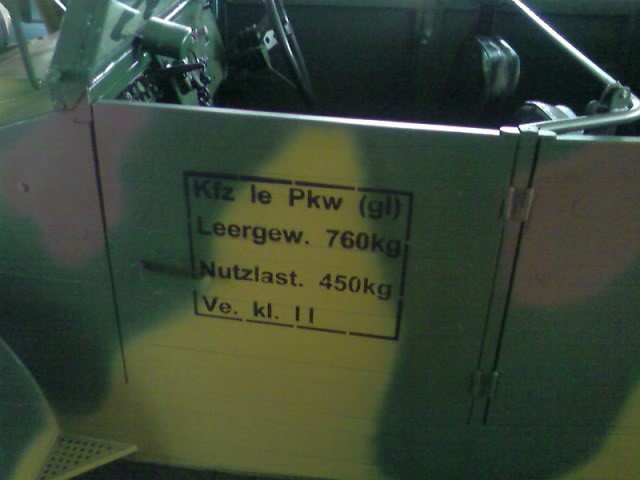 Kfz le Pkw (gl)
Leergew. 760kg
Nutzlast. 450kg
Ve. kl. II